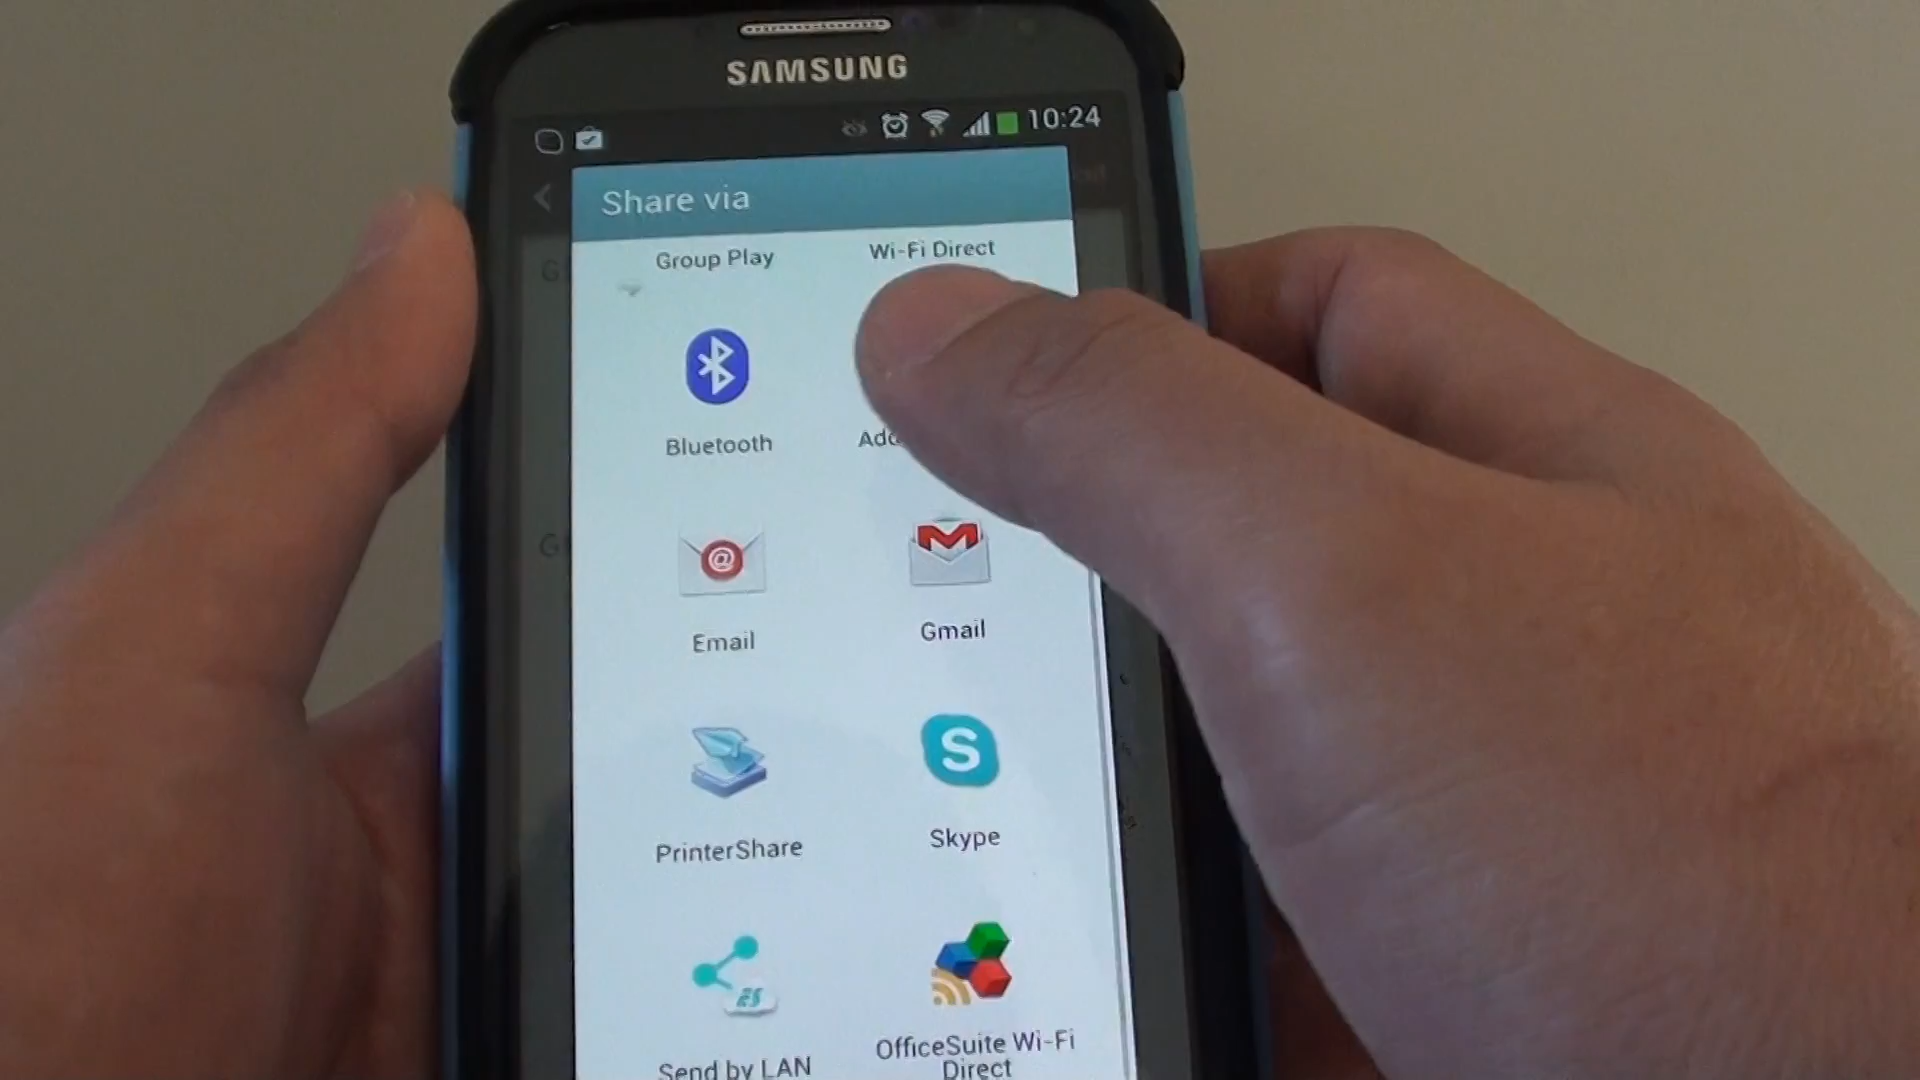 SAMSUNG
10:24
Share via
Group Play
Wi-Fi Direct
Bluetooth
Email
Gmail
PrinterShare
Skype
Send by LAN
OfficeSuite Wi-Fi
Direct